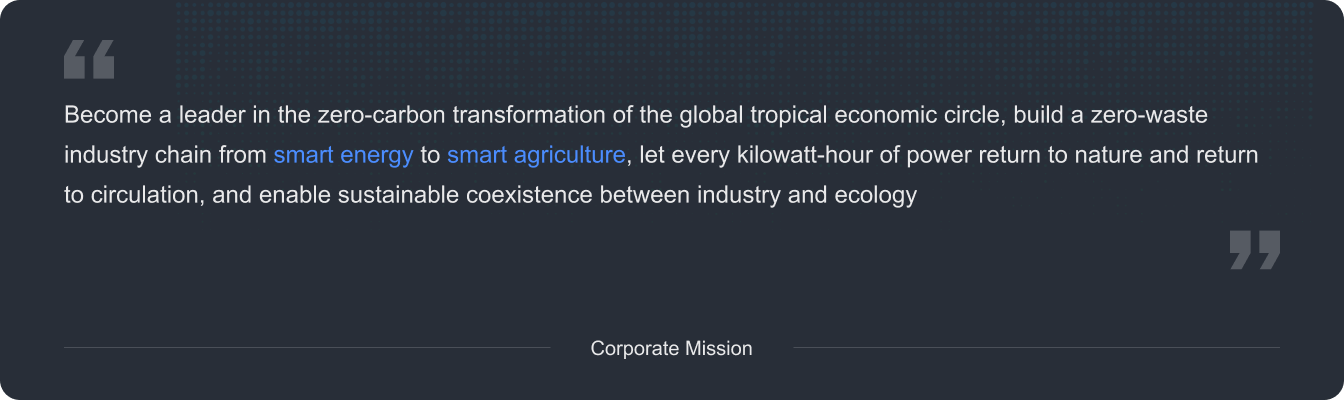 “
Become a leader in the zero-carbon transformation of the global tropical economic circle, build a zero-waste
industry chain from smart energy to smart agriculture, let every kilowatt-hour of power return to nature and return
to circulation, and enable sustainable coexistence between industry and ecology
”
Corporate Mission